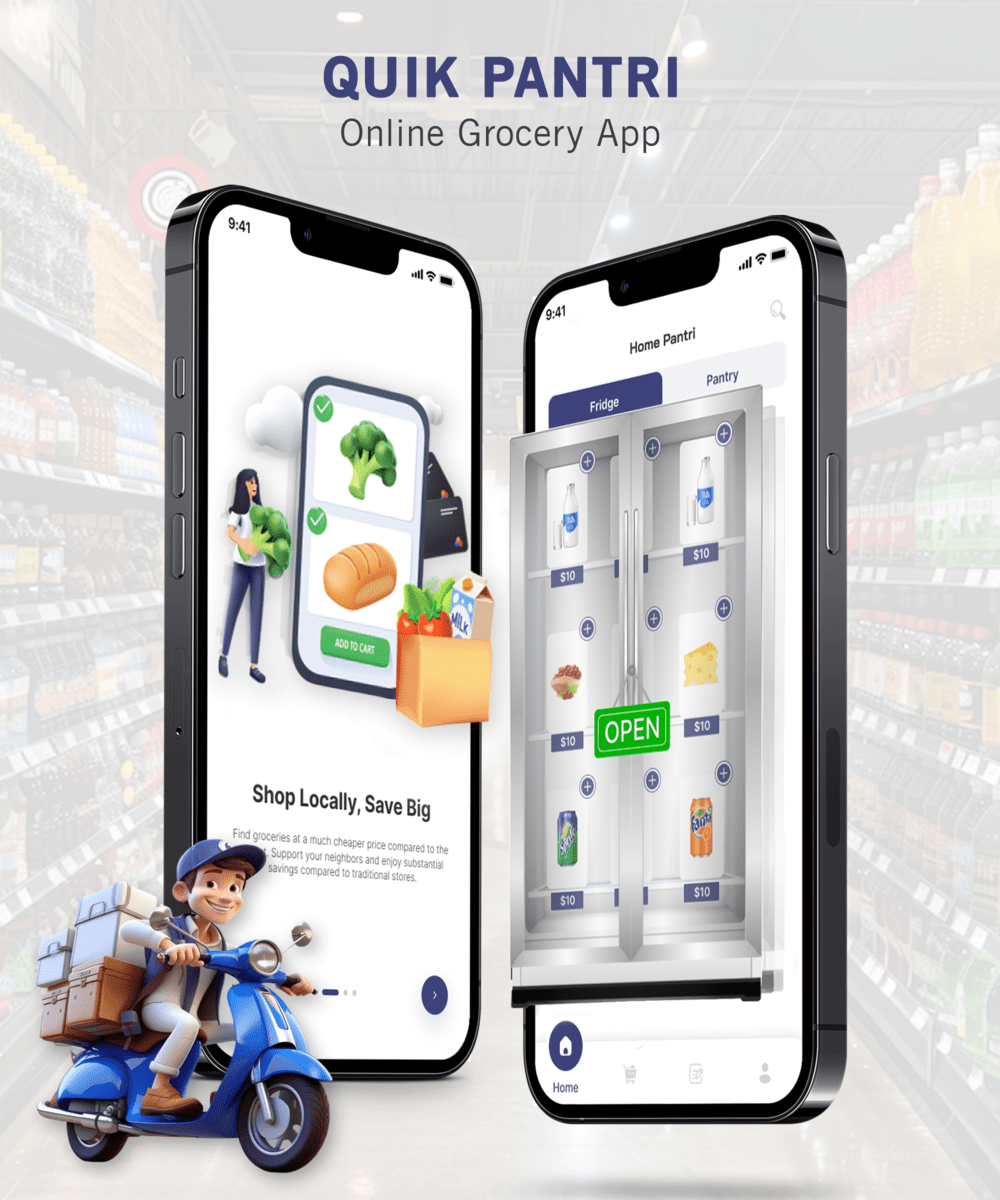 QUIK PANTRI
Online Grocery App
9:41
ADD TO CART
MILK
Shop Locally, Save Big
Find groceries at a much cheaper price compared to the
Support your neighbors and enjoy substantial
savings compared to traditional stores.
9:41
Home Pantri
Fridge
Pantry
$10
$10
$10
$10
OPEN
Sprite
Fanta
$10
$10
Home